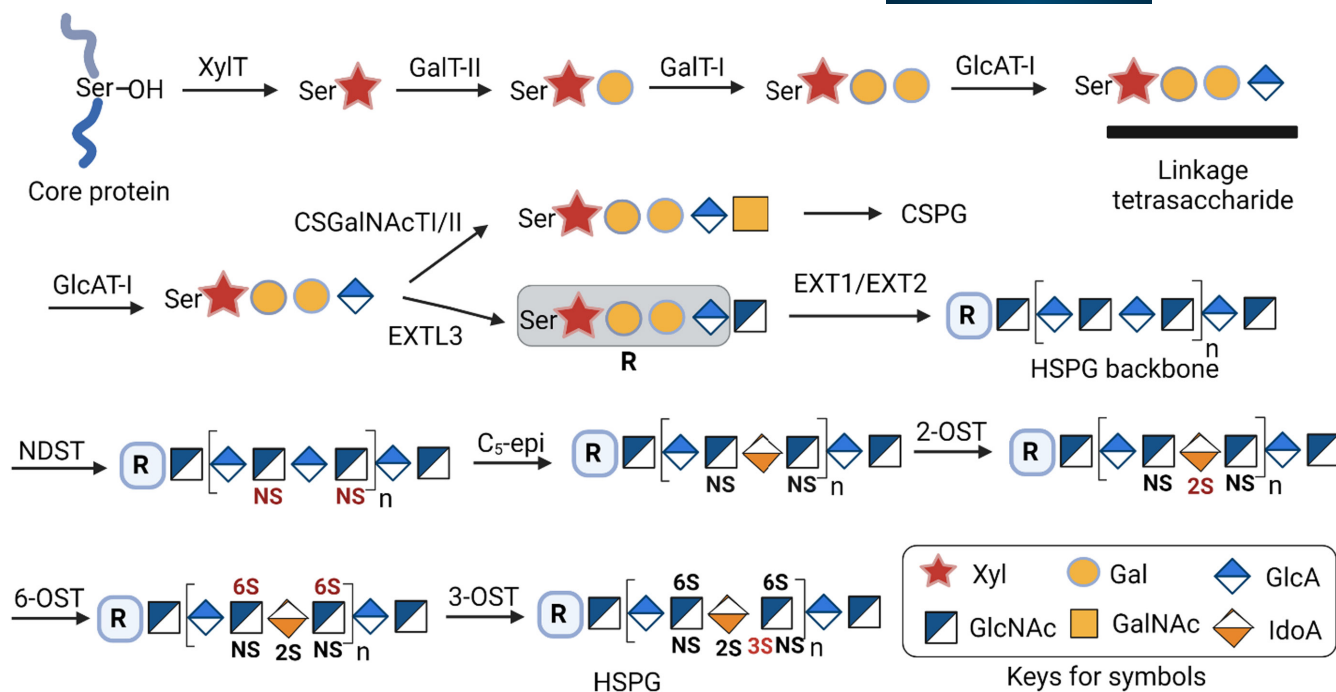 XylT GalT-II GalT-I GlcAT-I
Ser–OH Ser Ser Ser Ser
Core protein
Linkage
tetrasaccharide
CSGalNAcTI/II Ser CSPG
GlcAT-I Ser
EXTL3 Ser EXT1/EXT2 R n
R
HSPG backbone
NDST R n C5-epi R n 2-OST R n
NS NS NS NS NS 2S NS
6-OST R 6S 6S n 3-OST R 6S 6S n
NS 2S NS NS 2S 3S NS
HSPG
Xyl Gal GlcA
GlcNAc GalNAc IdoA
Keys for symbols